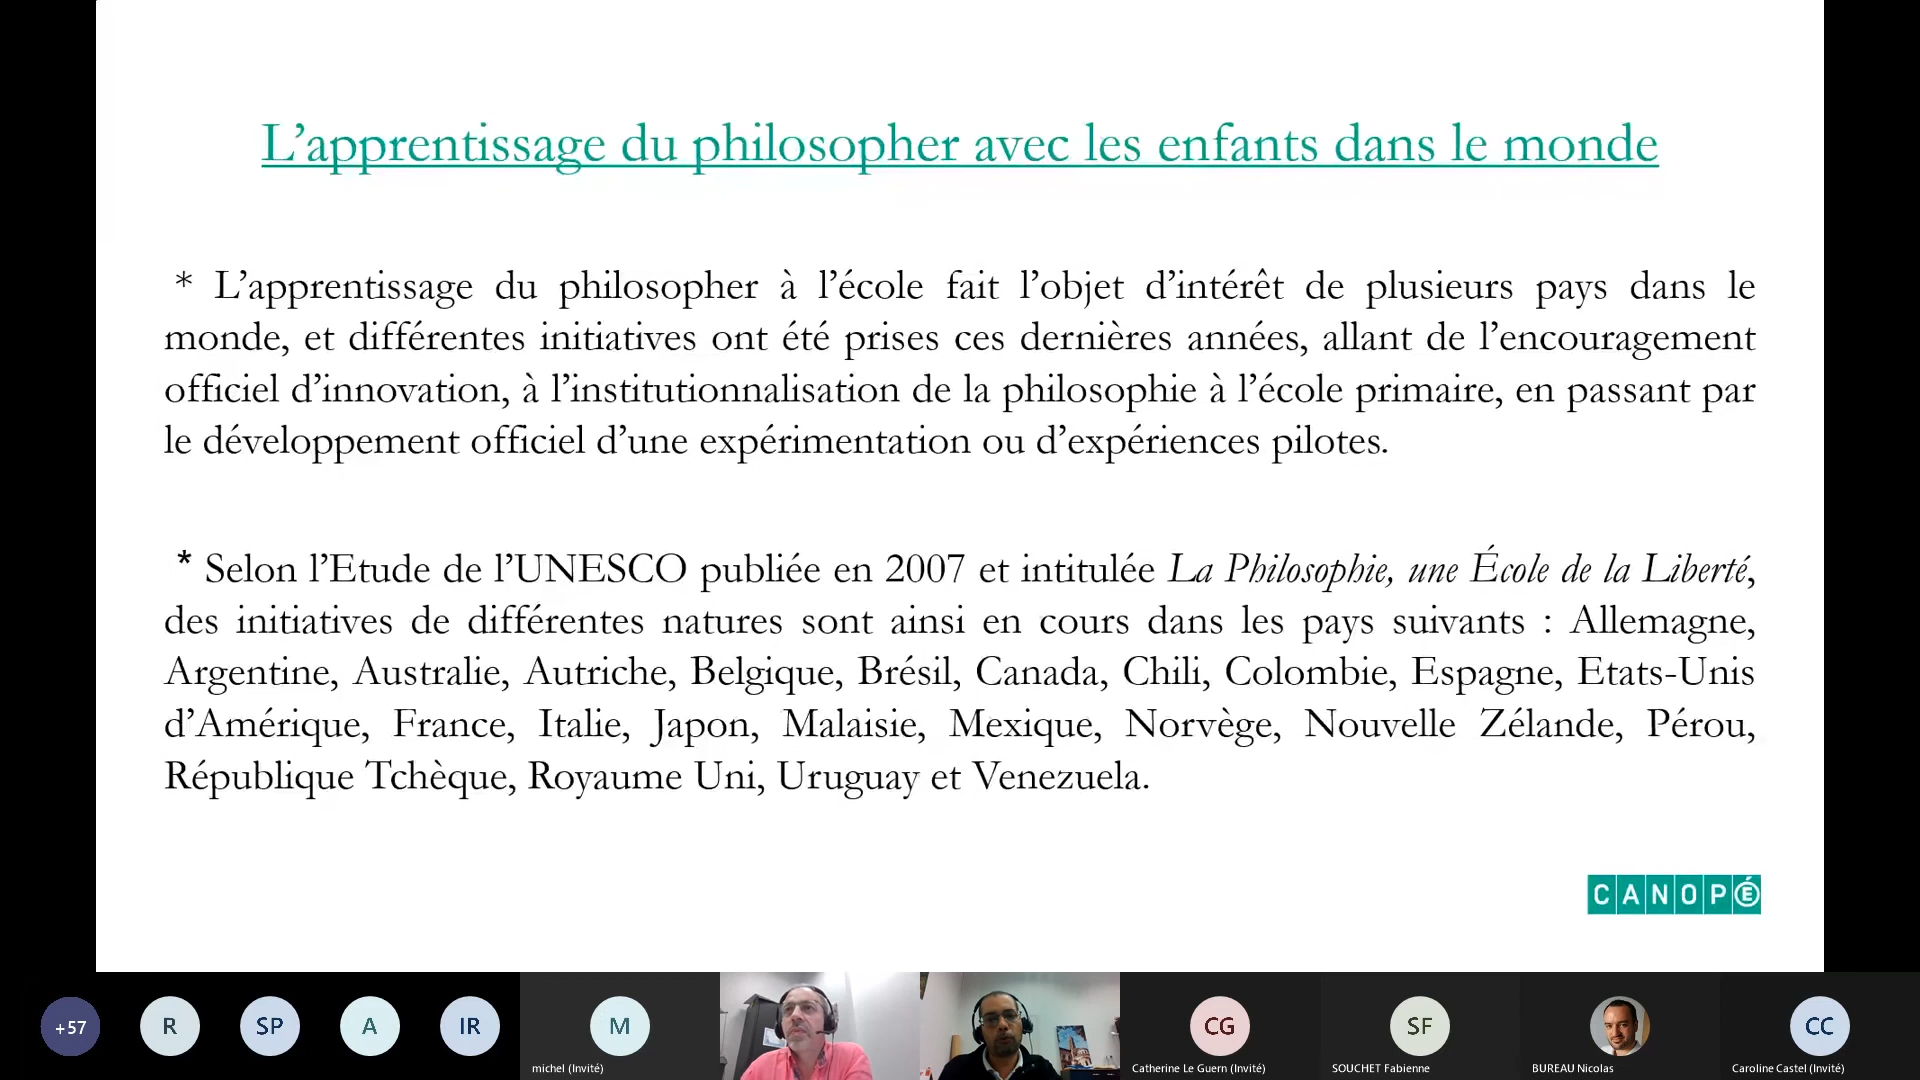 L’apprentissage du philosopher avec les enfants dans le monde
* L’apprentissage du philosopher à l’école fait l’objet d’intérêt de plusieurs pays dans le
monde, et différentes initiatives ont été prises ces dernières années, allant de l’encouragement
officiel d’innovation, à l’institutionnalisation de la philosophie à l’école primaire, en passant par
le développement officiel d’une expérimentation ou d’expériences pilotes.
* Selon l’Etude de l’UNESCO publiée en 2007 et intitulée La Philosophie, une École de la Liberté,
des initiatives de différentes natures sont ainsi en cours dans les pays suivants : Allemagne,
Argentine, Australie, Autriche, Belgique, Brésil, Canada, Chili, Colombie, Espagne, Etats-Unis
d’Amérique, France, Italie, Japon, Malaisie, Mexique, Norvège, Nouvelle Zélande, Pérou,
République Tchèque, Royaume Uni, Uruguay et Venezuela.
CANOPÉ
+57 R SP A IR M CG SF CC
michel (Invité) Catherine Le Guern (Invité) SOUCHET Fabienne BUREAU Nicolas Caroline Castel (Invité)